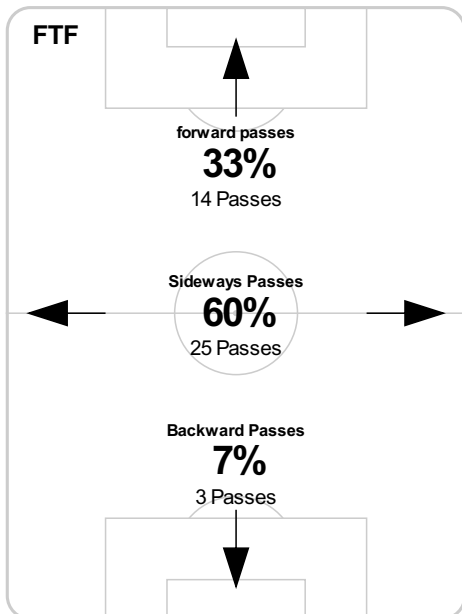 FTF
forward passes
33%
14 Passes
Sideways Passes
60%
25 Passes
Backward Passes
7%
3 Passes